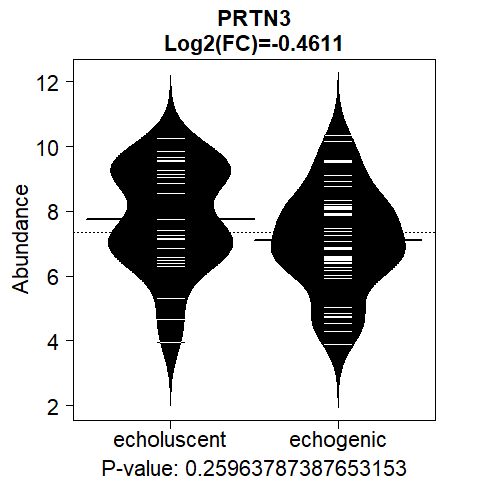 PRTN3
Log2(FC)=-0.4611
Abundance
12
10
8
6
4
2
echoluscent echogenic
P-value: 0.25963787387653153